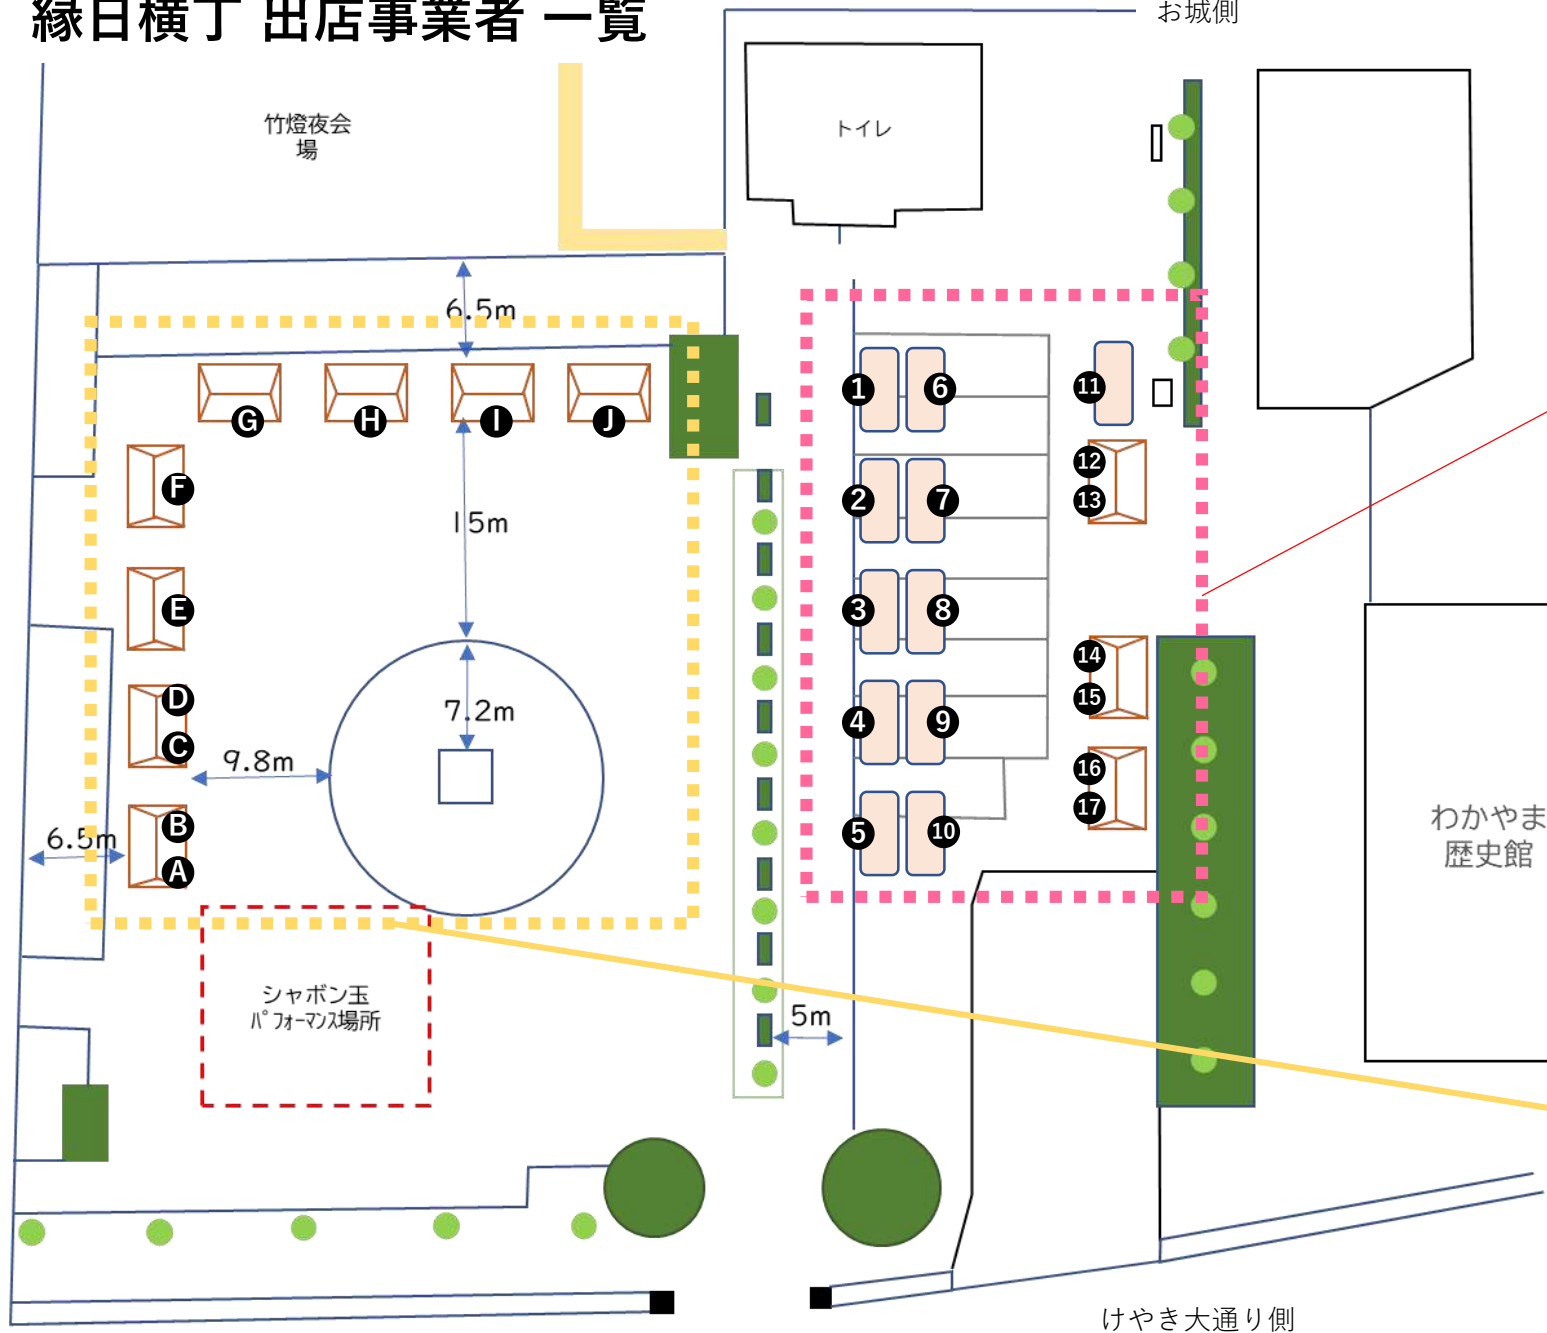 縁日横丁 出店事業者 一覧
お城側
竹燈夜会
場
トイレ
6.5m
G
H
I
J
1
6
11
F
12
13
2
7
15m
E
3
8
14
15
D
C
7.2m
4
9
9.8m
16
17
B
A
6.5m
5
10
わかやま
歴史館
シャボン玉
パフォーマンス場所
5m
けやき大通り側